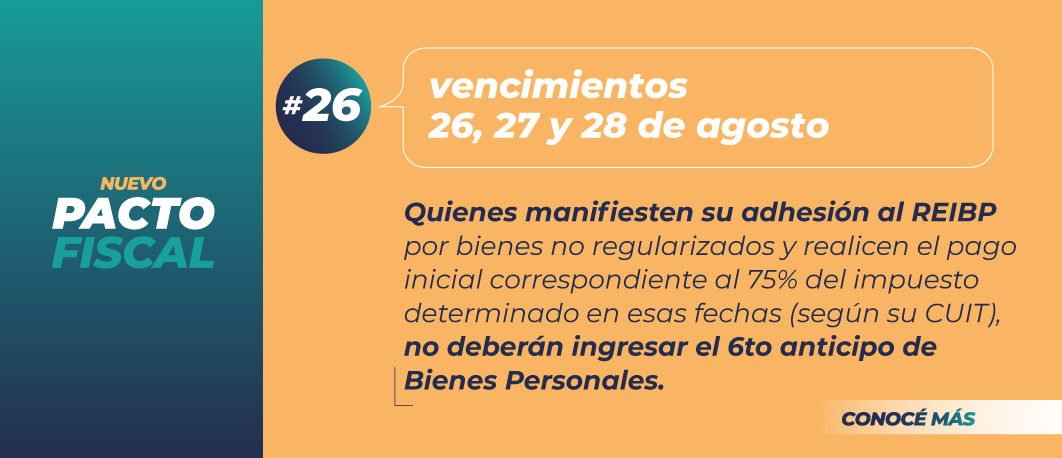 NUEVO
PACTO
FISCAL
#26
vencimientos
26, 27 y 28 de agosto
Quienes manifiesten su adhesión al REIBP
por bienes no regularizados y realicen el pago
inicial correspondiente al 75% del impuesto
determinado en esas fechas (según su CUIT),
no deberán ingresar el 6to anticipo de
Bienes Personales.
CONOCÉ MÁS